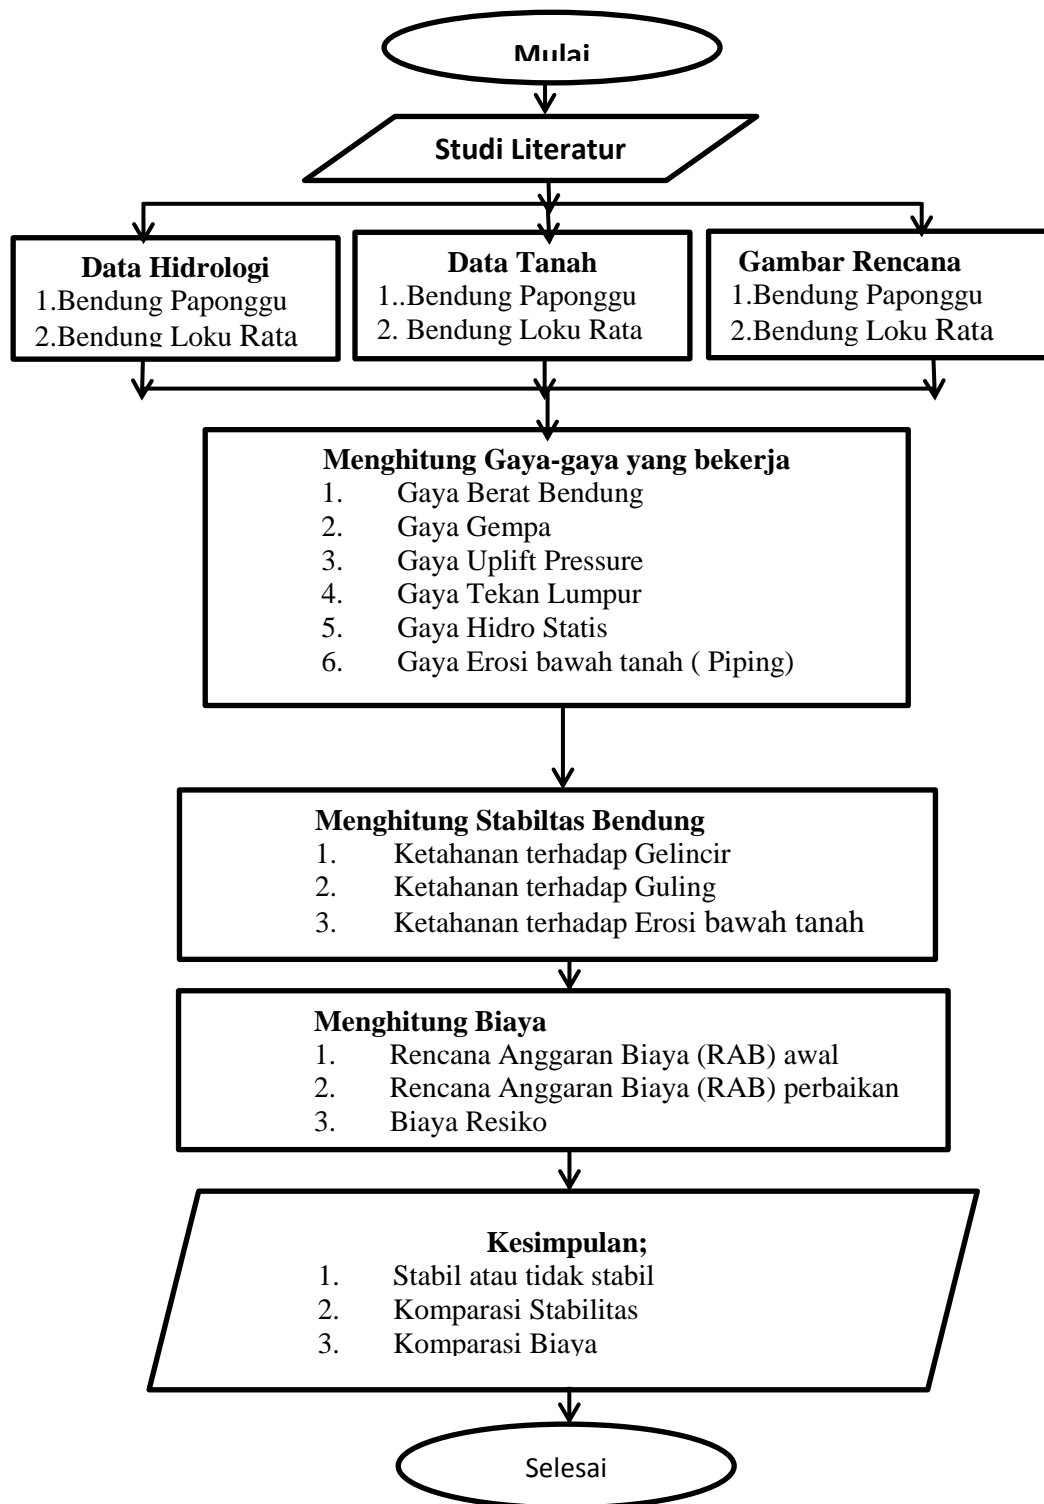 Mulai
Studi Literatur
Data Hidrologi
1.Bendung Paponggu
2.Bendung Loku Rata
Data Tanah
1..Bendung Paponggu
2. Bendung Loku Rata
Gambar Rencana
1.Bendung Paponggu
2.Bendung Loku Rata
Menghitung Gaya-gaya yang bekerja
1. Gaya Berat Bendung
2. Gaya Gempa
3. Gaya Uplift Pressure
4. Gaya Tekan Lumpur
5. Gaya Hidro Statis
6. Gaya Erosi bawah tanah ( Piping)
Menghitung Stabiltas Bendung
1. Ketahanan terhadap Gelincir
2. Ketahanan terhadap Guling
3. Ketahanan terhadap Erosi bawah tanah
Menghitung Biaya
1. Rencana Anggaran Biaya (RAB) awal
2. Rencana Anggaran Biaya (RAB) perbaikan
3. Biaya Resiko
Kesimpulan;
1. Stabil atau tidak stabil
2. Komparasi Stabilitas
3. Komparasi Biaya
Selesai